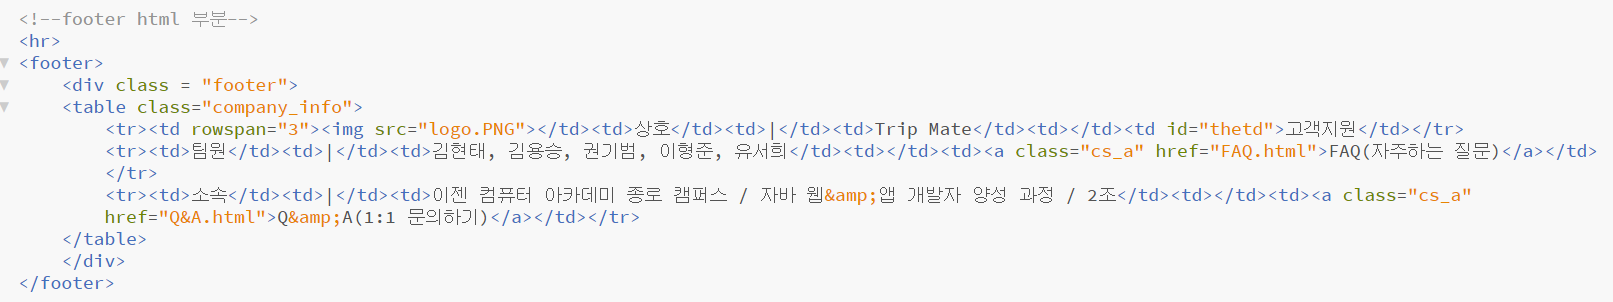 <!--footer html 부분-->
<hr>
<footer>
<div class = "footer">
<table class="company_info">
<tr><td rowspan="3"><img src="logo.PNG"></td><td>상호</td><td>|</td><td>Trip Mate</td><td></td><td id="thetd">고객지원</td></tr>
<tr><td>팀원</td><td>|</td><td>김현태, 김용승, 권기범, 이형준, 유서희</td><td></td><td><a class="cs_a" href="FAQ.html">FAQ(자주하는 질문)</a></td>
</tr>
<tr><td>소속</td><td>|</td><td>이젠 컴퓨터 아카데미 종로 캠퍼스 / 자바 웹&amp;앱 개발자 양성 과정 / 2조</td><td></td><td><a class="cs_a"
href="Q&A.html">Q&amp;A(1:1 문의하기)</a></td></tr>
</table>
</div>
</footer>